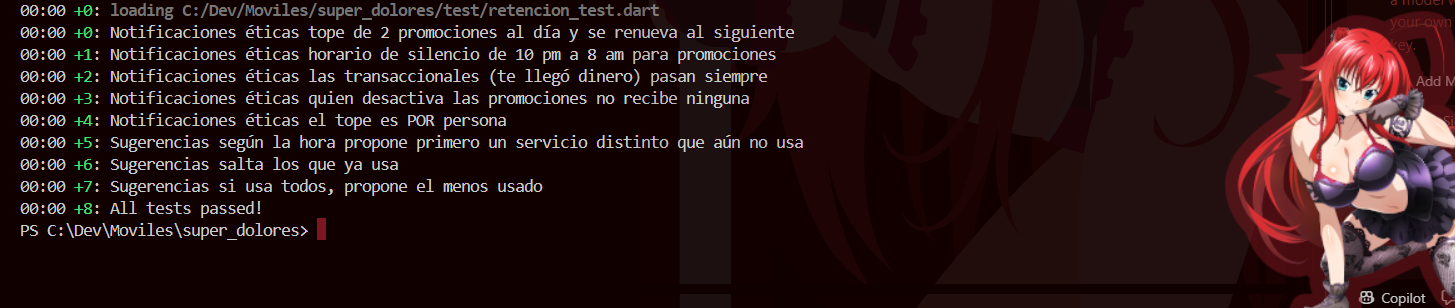 00:00 +0: loading C:/Dev/Moviles/super_dolores/test/retencion_test.dart
00:00 +0: Notificaciones éticas tope de 2 promociones al día y se renueva al siguiente
00:00 +1: Notificaciones éticas horario de silencio de 10 pm a 8 am para promociones
00:00 +2: Notificaciones éticas las transaccionales (te llegó dinero) pasan siempre
00:00 +3: Notificaciones éticas quien desactiva las promociones no recibe ninguna
00:00 +4: Notificaciones éticas el tope es POR persona
00:00 +5: Sugerencias según la hora propone primero un servicio distinto que aún no usa
00:00 +6: Sugerencias salta los que ya usa
00:00 +7: Sugerencias si usa todos, propone el menos usado
00:00 +8: All tests passed!
PS C:\Dev\Moviles\super_dolores>
your own
key.
Add M
Copilot